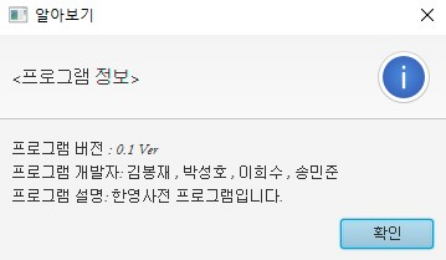 알아보기
<프로그램 정보>
프로그램 버전 : 0.1 Ver
프로그램 개발자: 김봉재 , 박성호 , 이희수 , 송민준
프로그램 설명: 한영사전 프로그램입니다.
확인